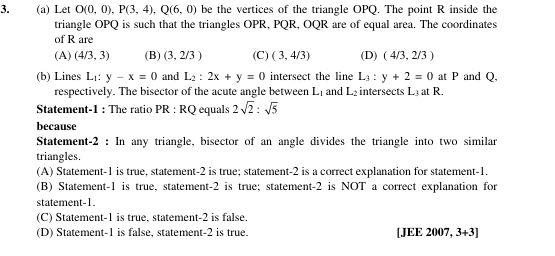 3. (a) Let O(0, 0), P(3, 4), Q(6, 0) be the vertices of the triangle OPQ. The point R inside the
triangle OPQ is such that the triangles OPR, PQR, OQR are of equal area. The coordinates
of R are
(A) (4/3, 3) (B) (3, 2/3 ) (C) ( 3, 4/3) (D) ( 4/3, 2/3 )
(b) Lines L₁: y – x = 0 and L₂ : 2x + y = 0 intersect the line L₃ : y + 2 = 0 at P and Q,
respectively. The bisector of the acute angle between L₁ and L₂ intersects L₃ at R.
Statement-1 : The ratio PR : RQ equals 2√2 : √5
because
Statement-2 : In any triangle, bisector of an angle divides the triangle into two similar
triangles.
(A) Statement-1 is true, statement-2 is true; statement-2 is a correct explanation for statement-1.
(B) Statement-1 is true, statement-2 is true; statement-2 is NOT a correct explanation for
statement-1.
(C) Statement-1 is true, statement-2 is false.
(D) Statement-1 is false, statement-2 is true. [JEE 2007, 3+3]